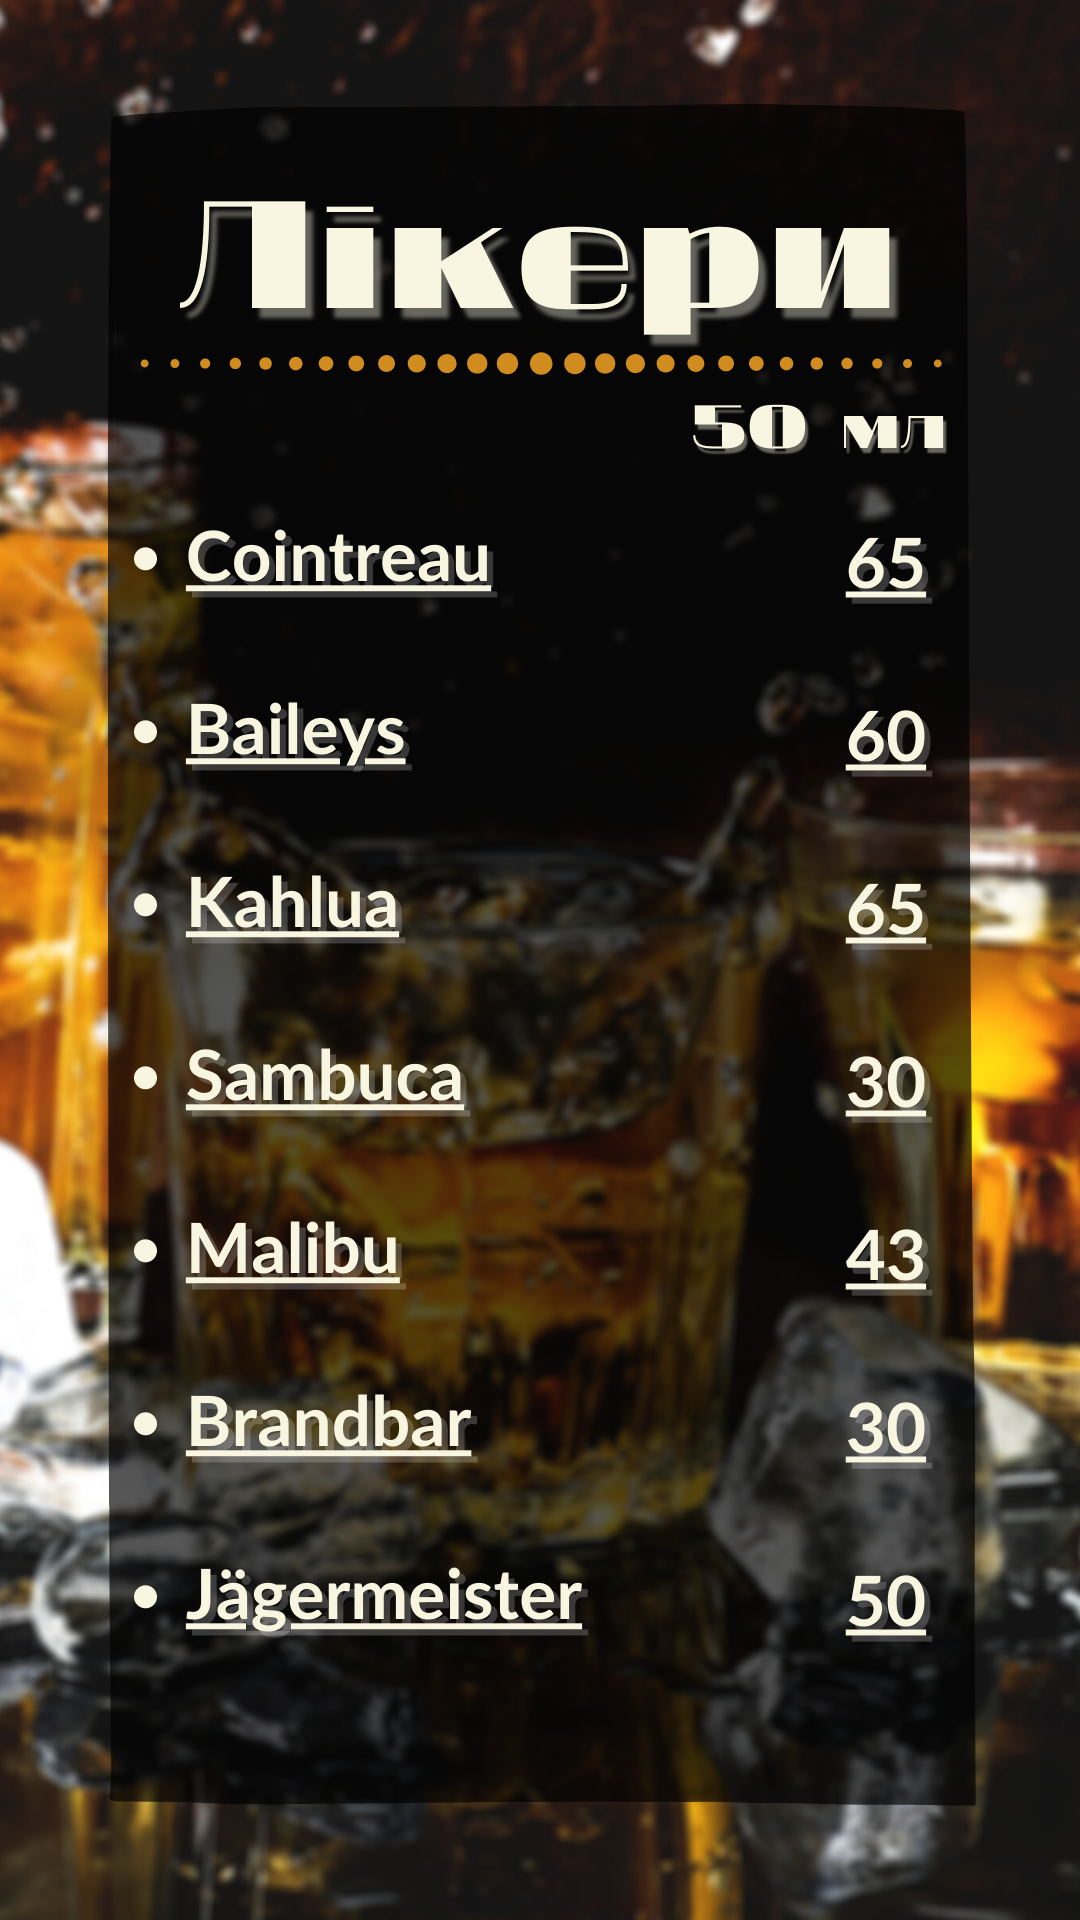 Лікери
50 мл
• Cointreau 65
• Baileys 60
• Kahlua 65
• Sambuca 30
• Malibu 43
• Brandbar 30
• Jägermeister 50